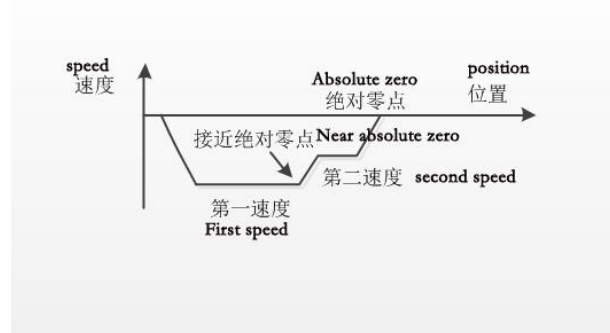 speed
速度
Absolute zero
绝对零点
position
位置
接近绝对零点 Near absolute zero
第二速度 second speed
第一速度
First speed